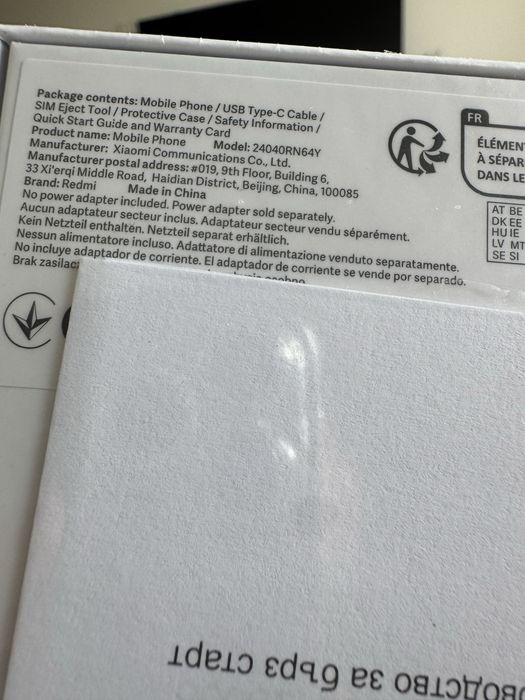 Package contents: Mobile Phone / USB Type-C Cable /
SIM Eject Tool / Protective Case / Safety Information /
Quick Start Guide and Warranty Card
Product name: Mobile Phone Model: 24040RN64Y
Manufacturer: Xiaomi Communications Co., Ltd.
Manufacturer postal address: #019, 9th Floor, Building 6,
33 Xi'erqi Middle Road, Haidian District, Beijing, China, 100085
Brand: Redmi Made in China
No power adapter included. Power adapter sold separately.
Aucun adaptateur secteur inclus. Adaptateur secteur vendu séparément.
Kein Netzteil enthalten. Netzteil separat erhältlich.
Nessun alimentatore incluso. Adattatore di alimentazione venduto separatamente.
No incluye adaptador de corriente. El adaptador de corriente se vende por separado.
Brak
FR
ÉLÉMEN
À SÉPAR
DANS LE
AT BE
DK EE
HU IE
LV MT
SE SI
за бърз старт